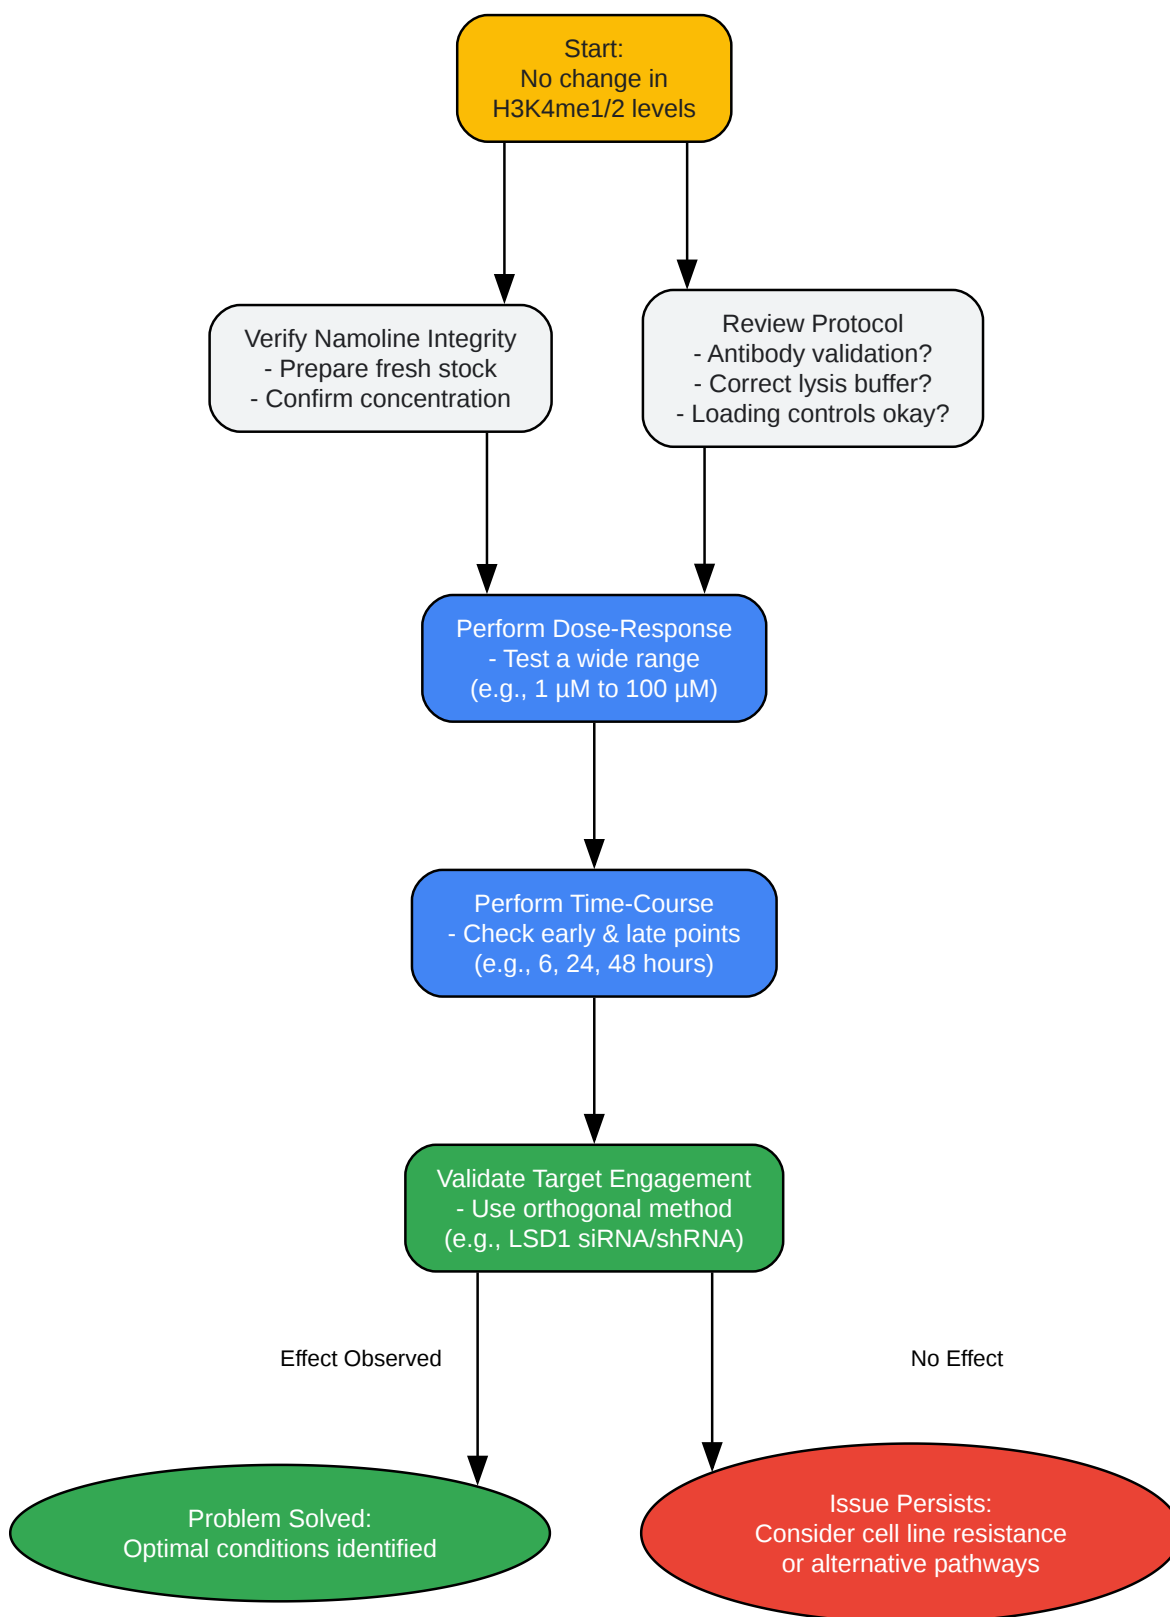 Start:
No change in
H3K4me1/2 levels
Verify Namoline Integrity
- Prepare fresh stock
- Confirm concentration
Review Protocol
- Antibody validation?
- Correct lysis buffer?
- Loading controls okay?
Perform Dose-Response
- Test a wide range
(e.g., 1 µM to 100 µM)
Perform Time-Course
- Check early & late points
(e.g., 6, 24, 48 hours)
Validate Target Engagement
- Use orthogonal method
(e.g., LSD1 siRNA/shRNA)
Effect Observed
No Effect
Problem Solved:
Optimal conditions identified
Issue Persists:
Consider cell line resistance
or alternative pathways